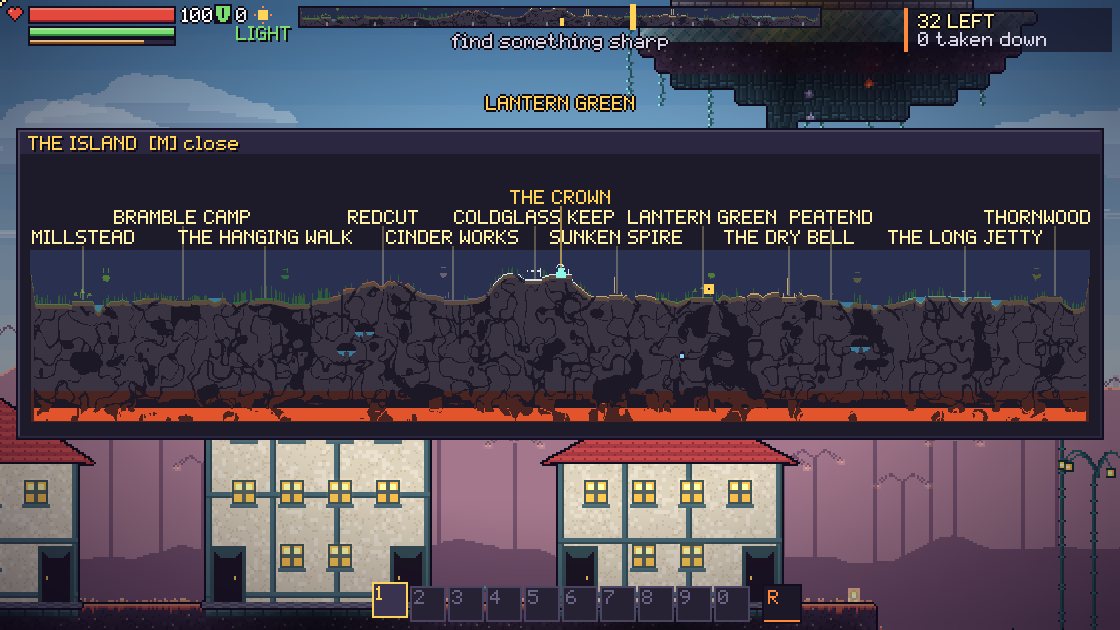 100 0
LIGHT
find something sharp
32 LEFT
0 taken down
LANTERN GREEN
THE ISLAND [M] close
THE CROWN
BRAMBLE CAMP REDCUT COLDGLASS KEEP LANTERN GREEN PEATEND THORNWOOD
MILLSTEAD THE HANGING WALK CINDER WORKS SUNKEN SPIRE THE DRY BELL THE LONG JETTY
1 2 3 4 5 6 7 8 9 0 R